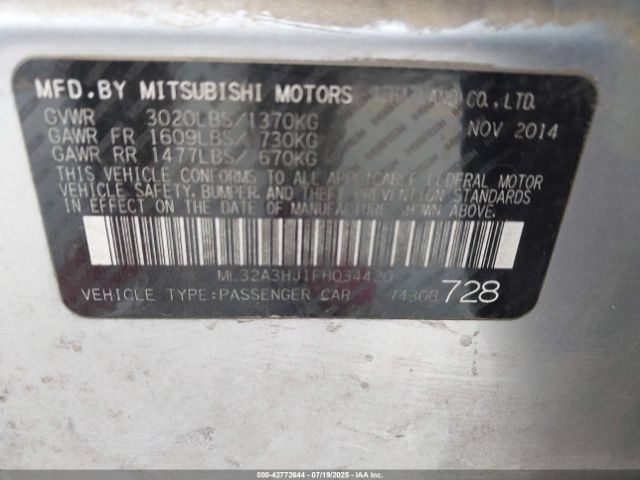 MFD.BY MITSUBISHI MOTORS (THAILAND) CO.,LTD.
GVWR 3020LBS/1370KG NOV 2014
GAWR FR 1609LBS/ 730KG
GAWR RR 1477LBS/ 670KG
THIS VEHICLE CONFORMS TO ALL APPLICABLE FEDERAL MOTOR
VEHICLE SAFETY, BUMPER, AND THEFT PREVENTION STANDARDS
IN EFFECT ON THE DATE OF MANUFACTURE SHOWN ABOVE.
ML32A3HJ1FH034420
VEHICLE TYPE:PASSENGER CAR 728
000-42772644 - 07/19/2025 - IAA Inc.